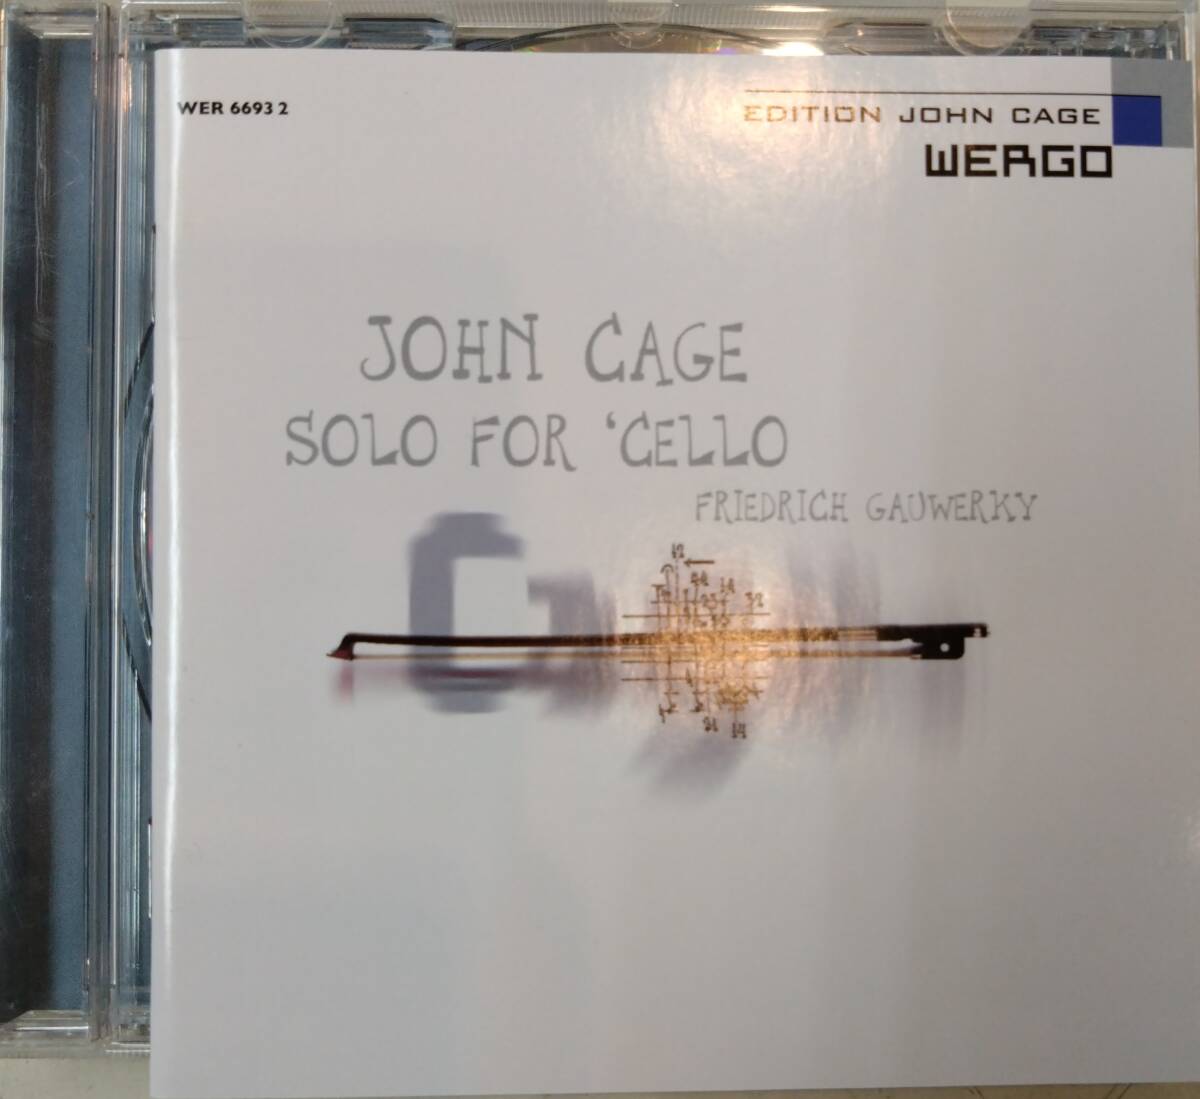 WER 6693 2
EDITION JOHN CAGE
WERGO
JOHN CAGE
SOLO FOR ‘CELLO
FRIEDRICH GAUWERKY